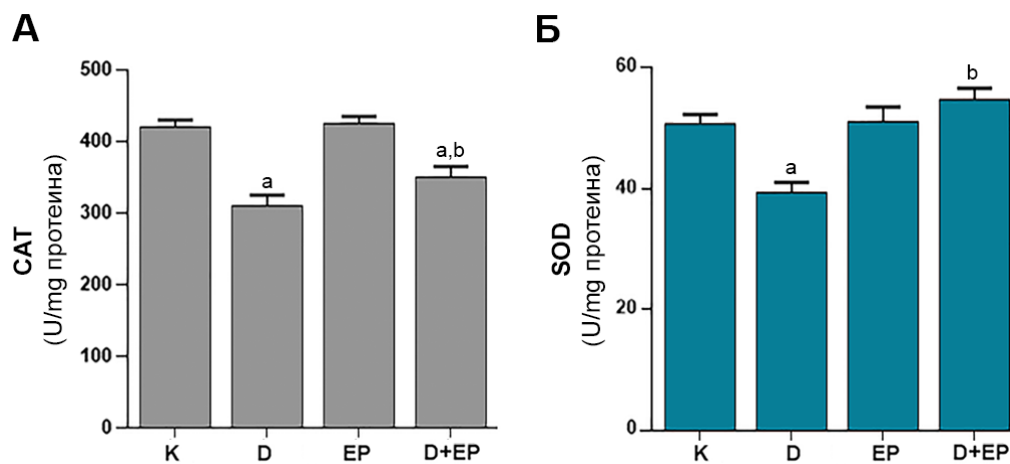 А
CAT
(U/mg протеина)
500
400
300
200
100
0
a
a,b
K
D
EP
D+EP
Б
SOD
(U/mg протеина)
60
40
20
0
a
b
K
D
EP
D+EP